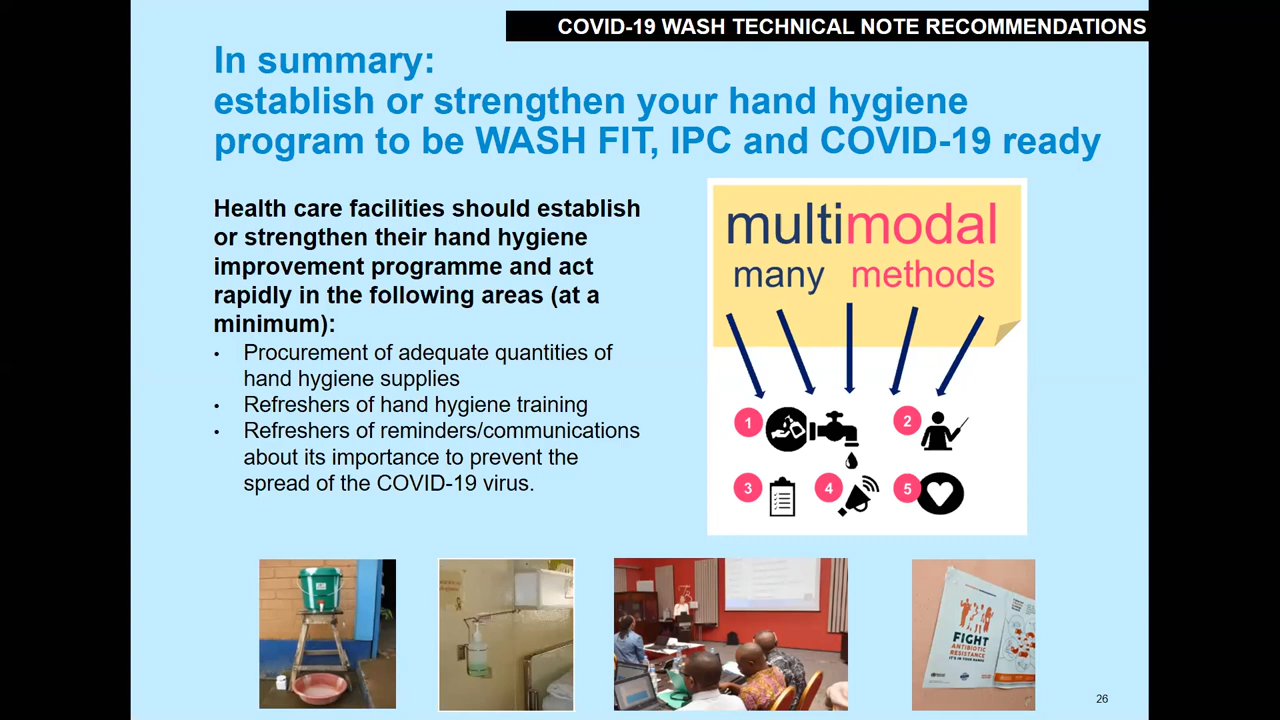 COVID-19 WASH TECHNICAL NOTE RECOMMENDATIONS
In summary:
establish or strengthen your hand hygiene
program to be WASH FIT, IPC and COVID-19 ready
Health care facilities should establish
or strengthen their hand hygiene
improvement programme and act
rapidly in the following areas (at a
minimum):
• Procurement of adequate quantities of
hand hygiene supplies
• Refreshers of hand hygiene training
• Refreshers of reminders/communications
about its importance to prevent the
spread of the COVID-19 virus.
multimodal
many methods
1
2
3
4
5
FIGHT
ANTIBIOTIC
RESISTANCE
IT'S IN YOUR HANDS
26